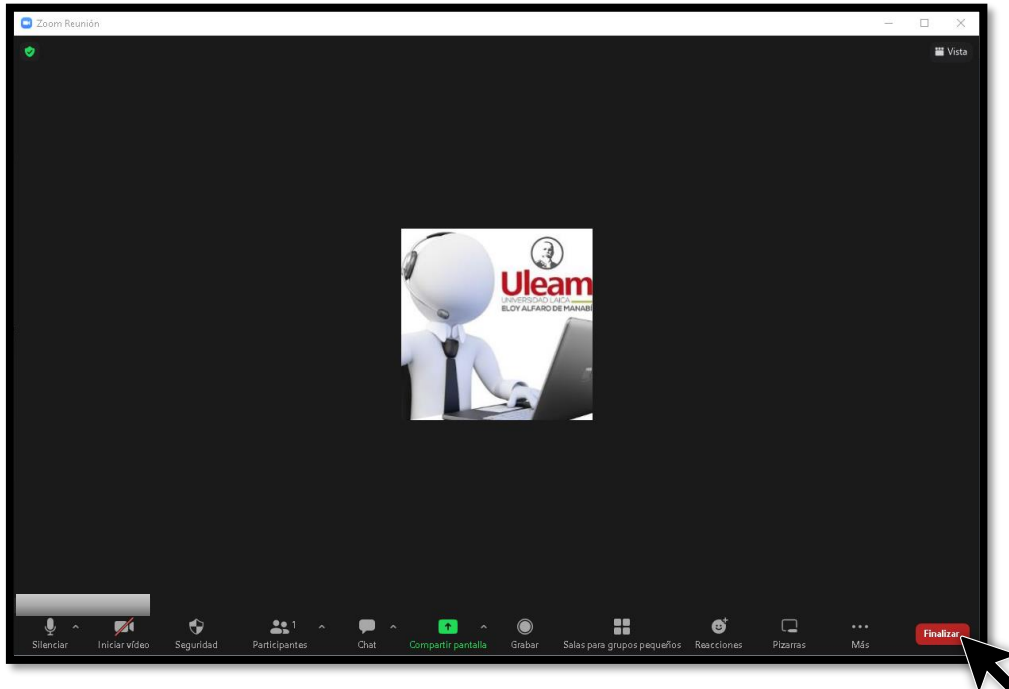 Zoom Reunión
Vista
Uleam
UNIVERSIDAD LAICA
ELOY ALFARO DE MANABÍ
1
Silenciar
Iniciar vídeo
Seguridad
Participantes
Chat
Compartir pantalla
Grabar
Salas para grupos pequeños
Reacciones
Pizarras
Más
Finalizar